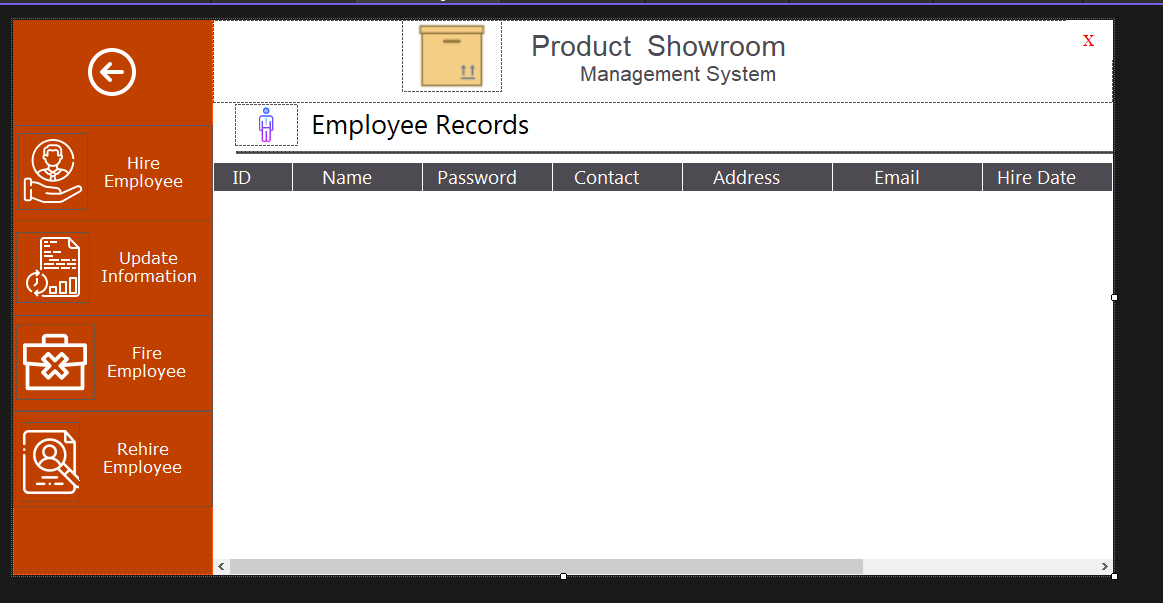 Product Showroom
Management System
X
Employee Records
Hire
Employee
Update
Information
Fire
Employee
Rehire
Employee
ID Name Password Contact Address Email Hire Date